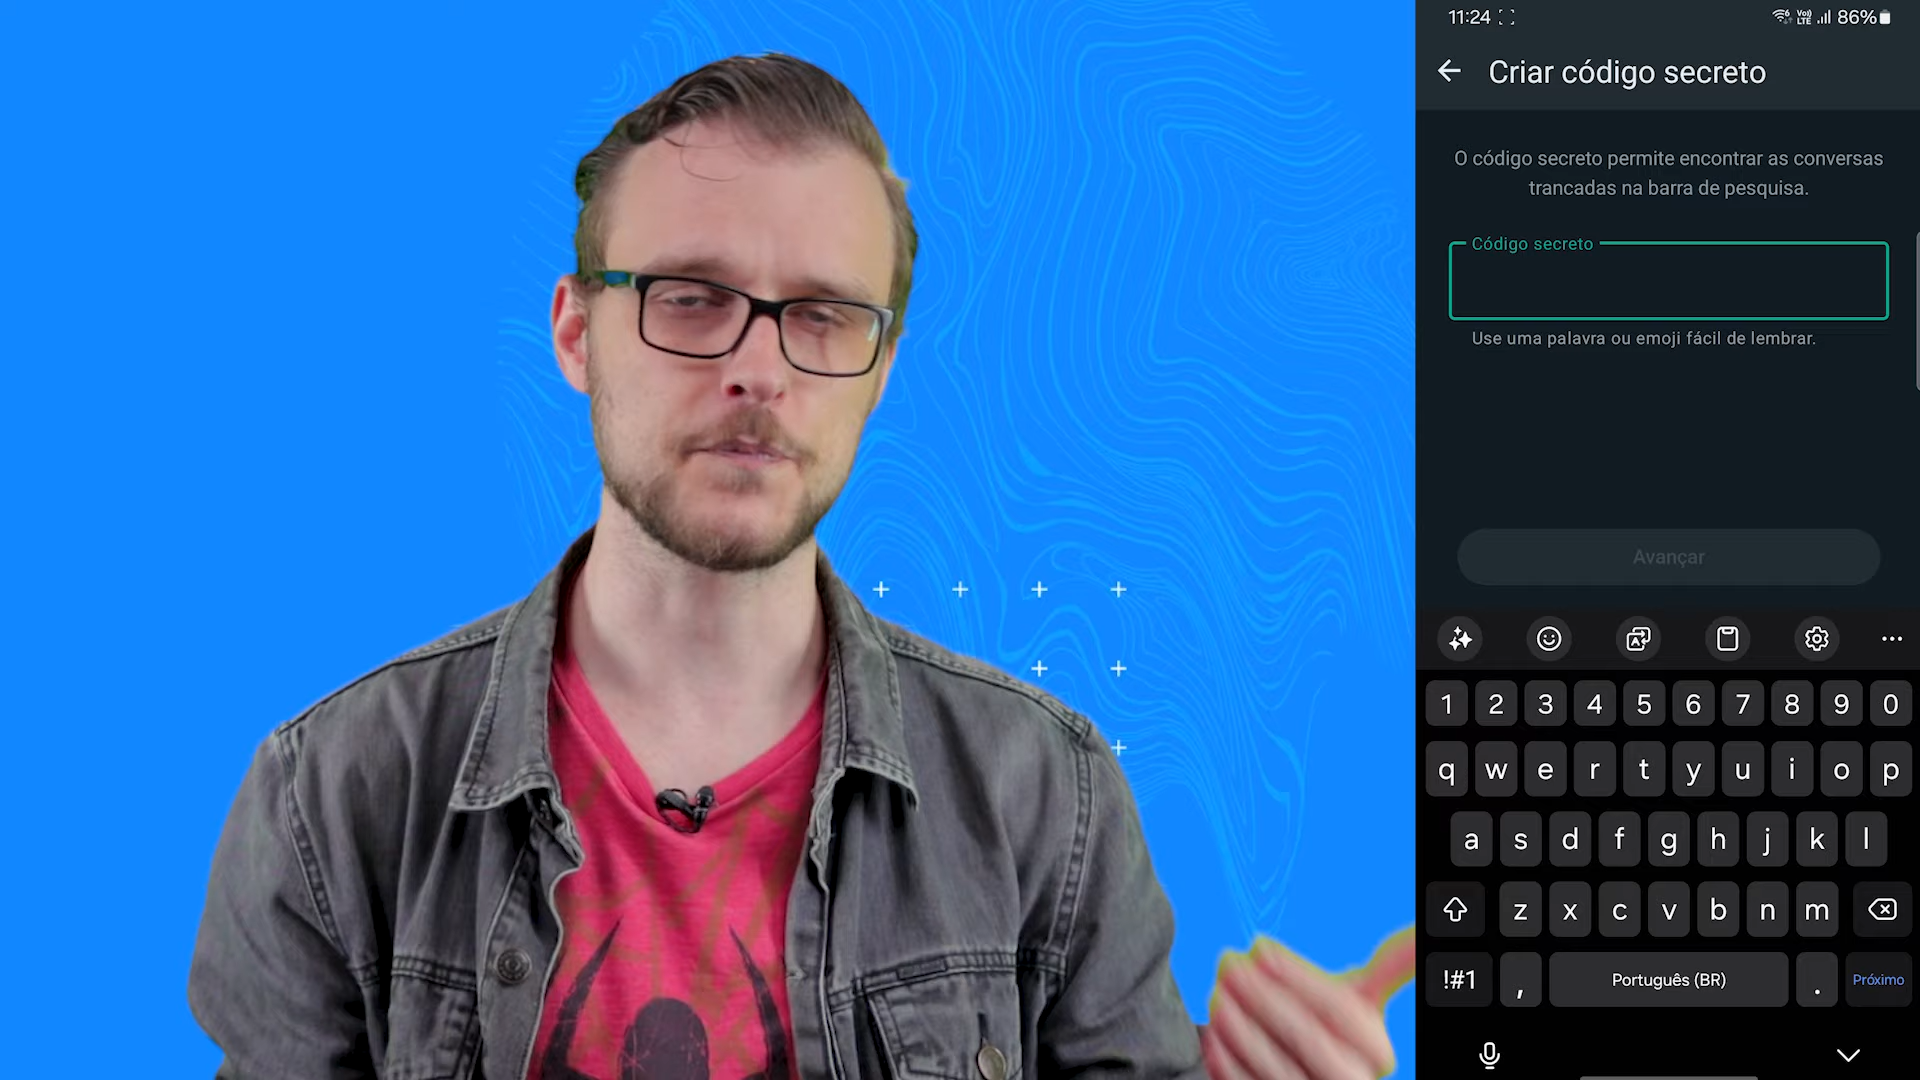 11:24
Vo)
LTE
86%
Criar código secreto
O código secreto permite encontrar as conversas
trancadas na barra de pesquisa.
Código secreto
Use uma palavra ou emoji fácil de lembrar.
Avançar
1 2 3 4 5 6 7 8 9 0
q w e r t y u i o p
a s d f g h j k l
z x c v b n m
!#1 , Português (BR) . Próximo